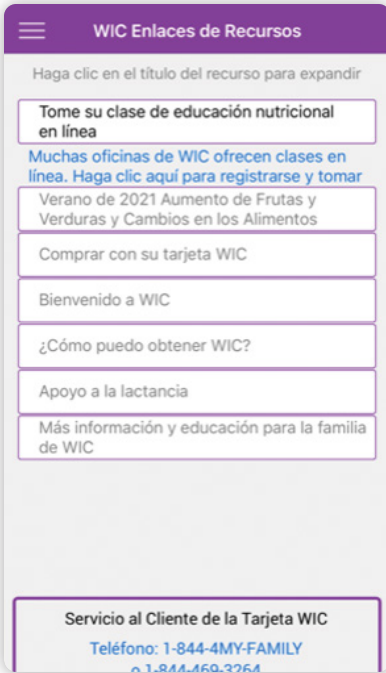 WIC Enlaces de Recursos
Haga clic en el título del recurso para expandir
Tome su clase de educación nutricional
en línea
Muchas oficinas de WIC ofrecen clases en
línea. Haga clic aquí para registrarse y tomar
Verano de 2021 Aumento de Frutas y
Verduras y Cambios en los Alimentos
Comprar con su tarjeta WIC
Bienvenido a WIC
¿Cómo puedo obtener WIC?
Apoyo a la lactancia
Más información y educación para la familia
de WIC
Servicio al Cliente de la Tarjeta WIC
Teléfono: 1-844-4MY-FAMILY
o 1-844-469-3264